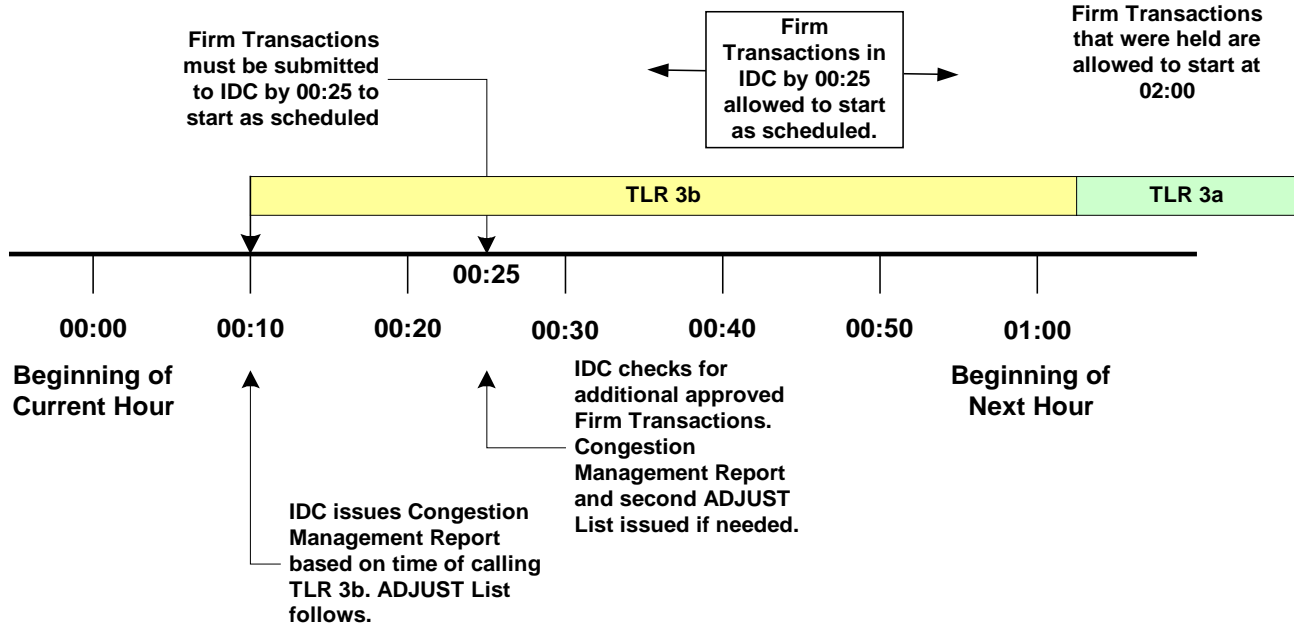 Firm Transactions
must be submitted
to IDC by 00:25 to
start as scheduled
Firm
Transactions in
IDC by 00:25
allowed to start
as scheduled.
Firm Transactions
that were held are
allowed to start at
02:00
TLR 3b
TLR 3a
00:25
00:00
00:10
00:20
00:30
00:40
00:50
01:00
Beginning of
Current Hour
Beginning of
Next Hour
IDC issues Congestion
Management Report
based on time of calling
TLR 3b. ADJUST List
follows.
IDC checks for
additional approved
Firm Transactions.
Congestion
Management Report
and second ADJUST
List issued if needed.